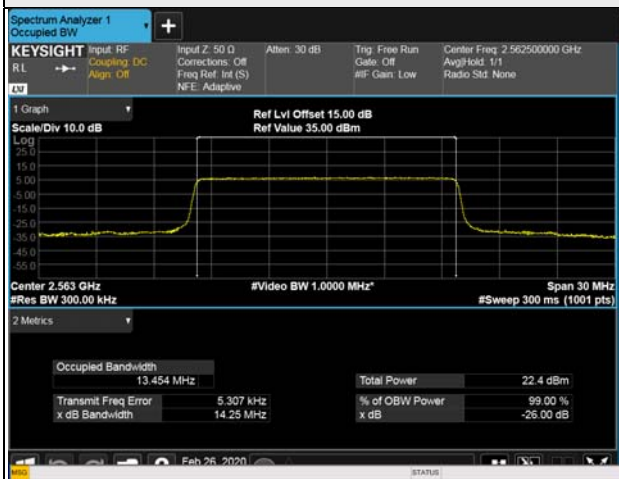 Spectrum Analyzer 1
Occupied BW
+
KEYSIGHT Input: RF Input Z: 50 Ω Atten: 30 dB Trig: Free Run Center Freq: 2.562500000 GHz
RL Coupling: DC Corrections: Off Gate: Off Avg|Hold: 1/1
Align: Off Freq Ref: Int (S) #IF Gain: Low Radio Std: None
LXI NFE: Adaptive
1 Graph
Scale/Div 10.0 dB Ref Lvl Offset 15.00 dB
Ref Value 35.00 dBm
Log
25.0
15.0
5.00
-5.00
-15.0
-25.0
-35.0
-45.0
-55.0
Center 2.563 GHz #Video BW 1.0000 MHz* Span 30 MHz
#Res BW 300.00 kHz #Sweep 300 ms (1001 pts)
2 Metrics
Occupied Bandwidth
13.454 MHz Total Power 22.4 dBm
Transmit Freq Error 5.307 kHz % of OBW Power 99.00 %
x dB Bandwidth 14.25 MHz x dB -26.00 dB
Feb 26, 2020
MSG STATUS